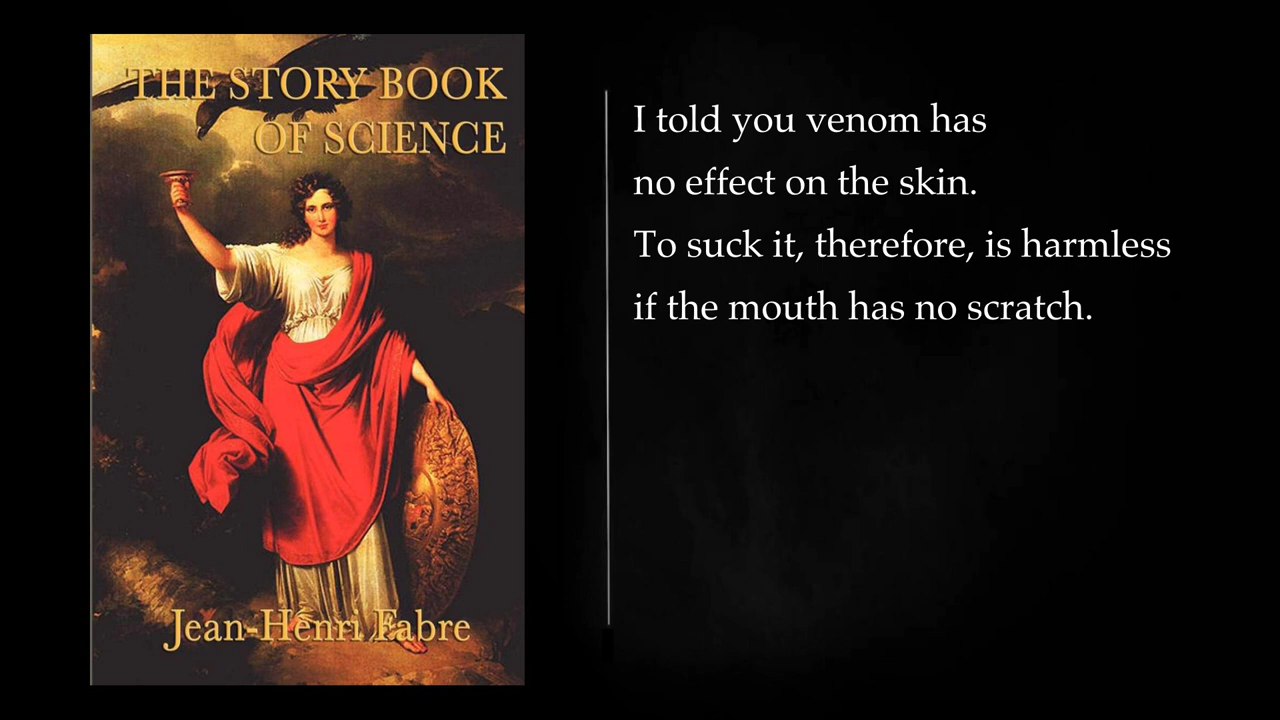 THE STORY BOOK
OF SCIENCE
Jean-Henri Fabre
I told you venom has
no effect on the skin.
To suck it, therefore, is harmless
if the mouth has no scratch.